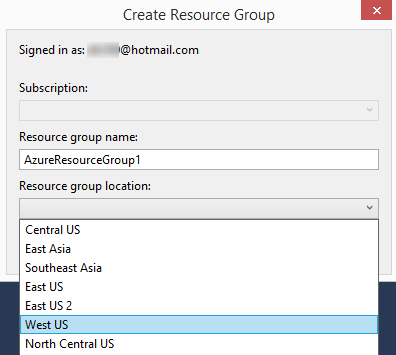 Create Resource Group
Signed in as: @hotmail.com
Subscription:
Resource group name:
AzureResourceGroup1
Resource group location:
Central US
East Asia
Southeast Asia
East US
East US 2
West US
North Central US